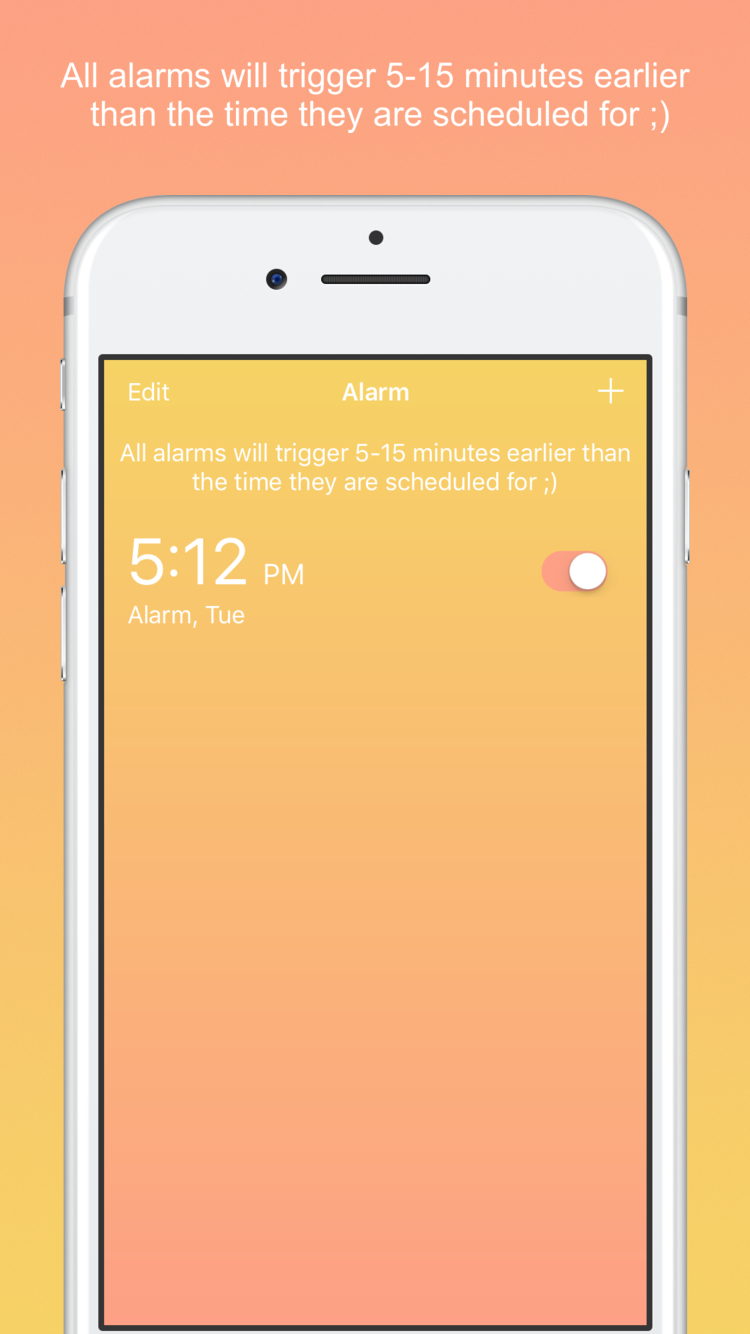 All alarms will trigger 5-15 minutes earlier
than the time they are scheduled for ;)
Edit Alarm +
All alarms will trigger 5-15 minutes earlier than
the time they are scheduled for ;)
5:12 PM
Alarm, Tue